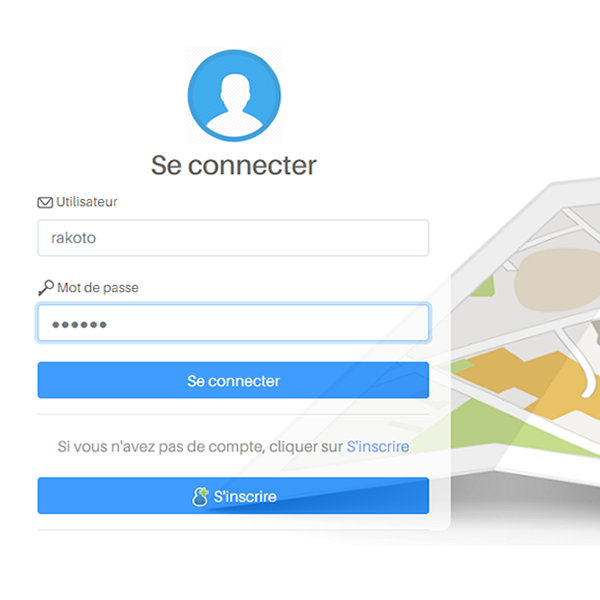 Se connecter
Utilisateur
rakoto
Mot de passe
••••••
Se connecter
Si vous n'avez pas de compte, cliquer sur S'inscrire
S'inscrire